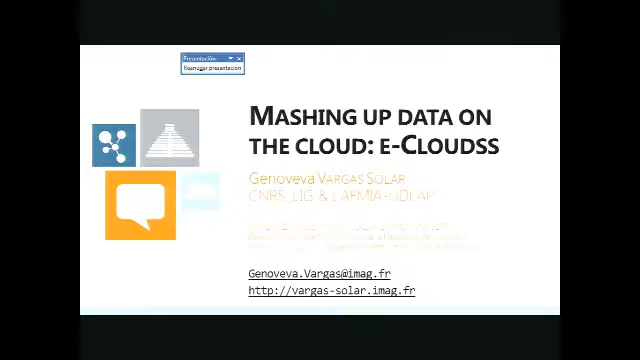 Presentación
Reanugar presentación
MASHING UP DATA ON
THE CLOUD: E-CLOUDSS
Genoveva VARGAS SOLAR
CNRS, LIG & LAFMIA-UDLAP
Genoveva.Vargas@imag.fr
http://vargas-solar.imag.fr